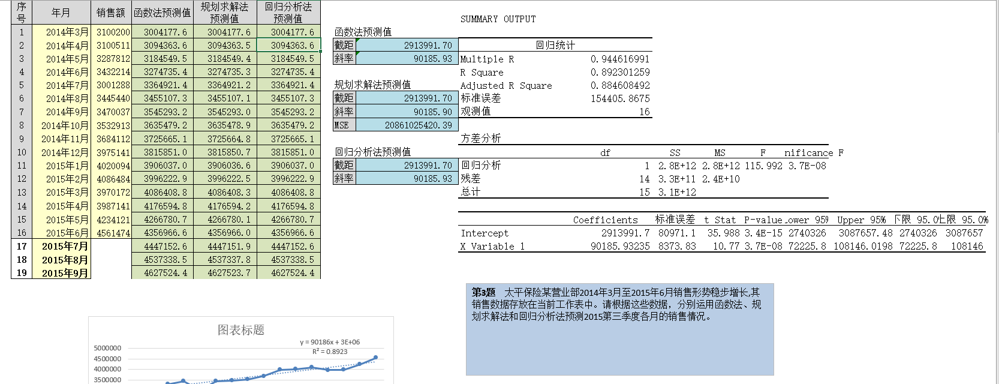 序号 年月 销售额 函数法预测值 规划求解法预测值 回归分析法预测值
1 2014年3月 3100200 3004177.6 3004177.6 3004177.6
2 2014年4月 3100511 3094363.6 3094363.5 3094363.6
3 2014年5月 3287812 3184549.5 3184549.4 3184549.5
4 2014年6月 3432214 3274735.4 3274735.3 3274735.4
5 2014年7月 3001288 3364921.4 3364921.2 3364921.4
6 2014年8月 3445440 3455107.3 3455107.1 3455107.3
7 2014年9月 3470037 3545293.2 3545293.0 3545293.2
8 2014年10月 3532913 3635479.2 3635478.9 3635479.2
9 2014年11月 3684112 3725665.1 3725664.8 3725665.1
10 2014年12月 3975141 3815851.0 3815850.7 3815851.0
11 2015年1月 4020094 3906037.0 3906036.6 3906037.0
12 2015年2月 4086484 3996222.9 3996222.5 3996222.9
13 2015年3月 3970172 4086408.8 4086408.3 4086408.8
14 2015年4月 3987141 4176594.8 4176594.2 4176594.8
15 2015年5月 4234121 4266780.7 4266780.1 4266780.7
16 2015年6月 4561474 4356966.6 4356966.0 4356966.6
17 2015年7月 4447152.6 4447151.9 4447152.6
18 2015年8月 4537338.5 4537337.8 4537338.5
19 2015年9月 4627524.4 4627523.7 4627524.4
函数法预测值
截距 2913991.70
斜率 90185.93
规划求解法预测值
截距 2913991.70
斜率 90185.90
MSE 20861025420.39
回归分析法预测值
截距 2913991.70
斜率 90185.93
SUMMARY OUTPUT
回归统计
Multiple R 0.944616991
R Square 0.892301259
Adjusted R Square 0.884608492
标准误差 154405.8675
观测值 16
方差分析
df SS MS F nificance F
回归分析 1 2.8E+12 2.8E+12 115.992 3.7E-08
残差 14 3.3E+11 2.4E+10
总计 15 3.1E+12
Coefficients 标准误差 t Stat P-value Lower 95% Upper 95% 下限 95.0% 上限 95.0%
Intercept 2913991.7 80971.1 35.988 3.4E-15 2740326 3087657.48 2740326 3087657
X Variable 1 90185.93235 8373.83 10.77 3.7E-08 72225.8 108146.0198 72225.8 108146
第3题 太平保险某营业部2014年3月至2015年6月销售形势稳步增长,其
销售数据存放在当前工作表中。请根据这些数据，分别运用函数法、规
划求解法和回归分析法预测2015第三季度各月的销售情况。
图表标题
y = 90186x + 3E+06
R² = 0.8923
5000000
4500000
4000000
3500000